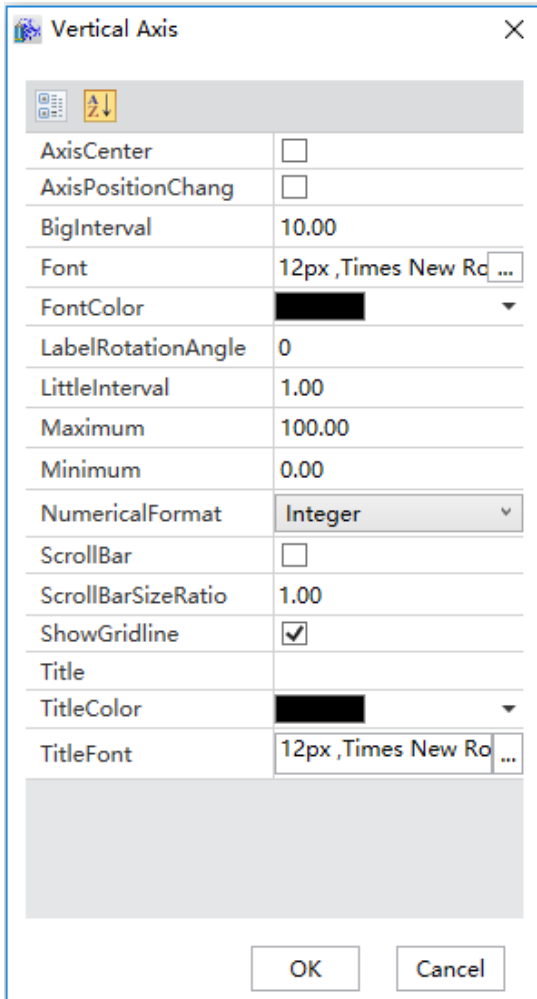 Vertical Axis
AxisCenter
AxisPositionChang
BigInterval 10.00
Font 12px ,Times New Rc ...
FontColor
LabelRotationAngle 0
LittleInterval 1.00
Maximum 100.00
Minimum 0.00
NumericalFormat Integer
ScrollBar
ScrollBarSizeRatio 1.00
ShowGridline
Title
TitleColor
TitleFont 12px ,Times New Ro ...
OK Cancel